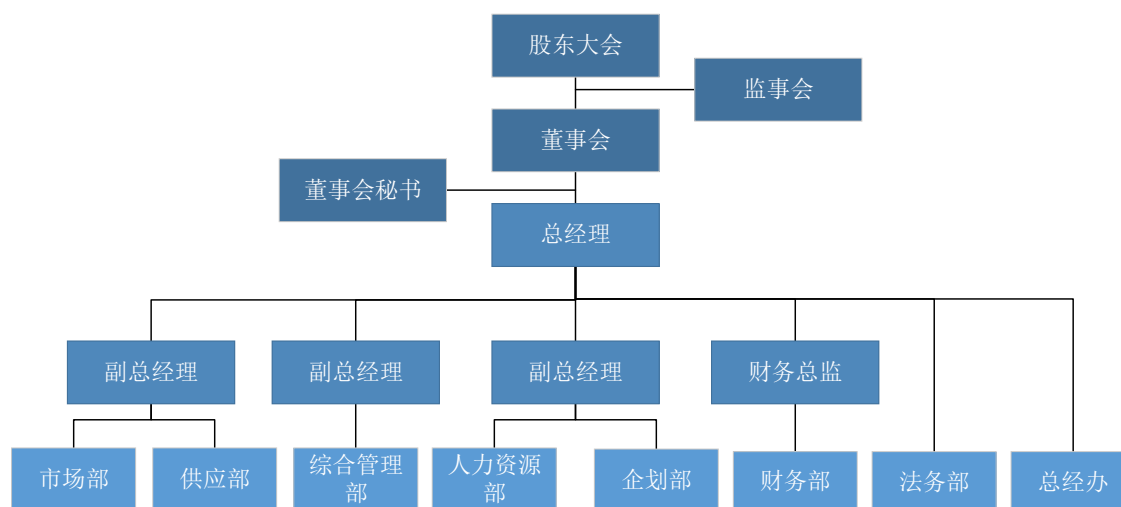 股东大会
监事会
董事会
董事会秘书
总经理
副总经理
副总经理
副总经理
财务总监
市场部
供应部
综合管理
部
人力资源
部
企划部
财务部
法务部
总经办